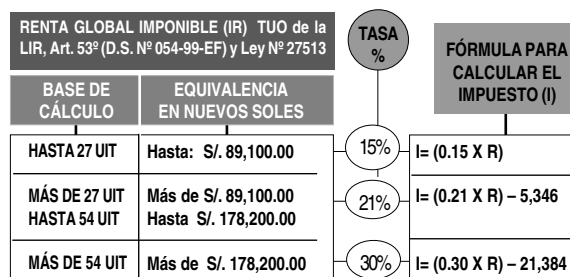 RENTA GLOBAL IMPONIBLE (IR) TUO de la
LIR, Art. 53º (D.S. Nº 054-99-EF) y Ley Nº 27513
TASA
%
FÓRMULA PARA
CALCULAR EL
IMPUESTO (I)
BASE DE
CÁLCULO
EQUIVALENCIA
EN NUEVOS SOLES
HASTA 27 UIT
Hasta: S/. 89,100.00
15%
I= (0.15 X R)
MÁS DE 27 UIT
HASTA 54 UIT
Más de S/. 89,100.00
Hasta S/. 178,200.00
21%
I= (0.21 X R) – 5,346
MÁS DE 54 UIT
Más de S/. 178,200.00
30%
I= (0.30 X R) – 21,384